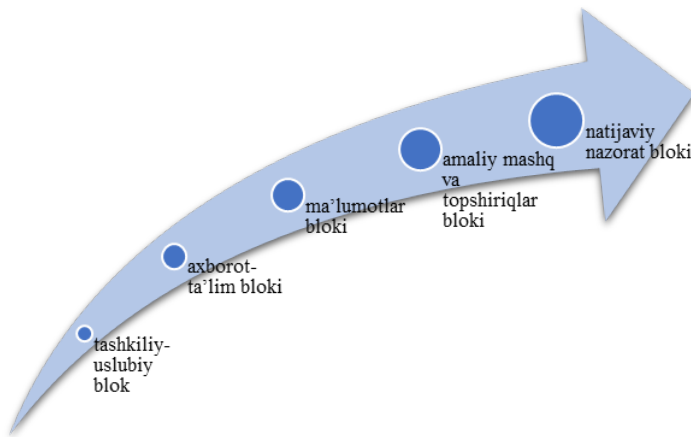 tashkiliy-
uslubiy
blok
axborot-
ta’lim bloki
ma’lumotlar
bloki
amaliy mashq
va
topshiriqlar
bloki
natijaviy
nazorat bloki